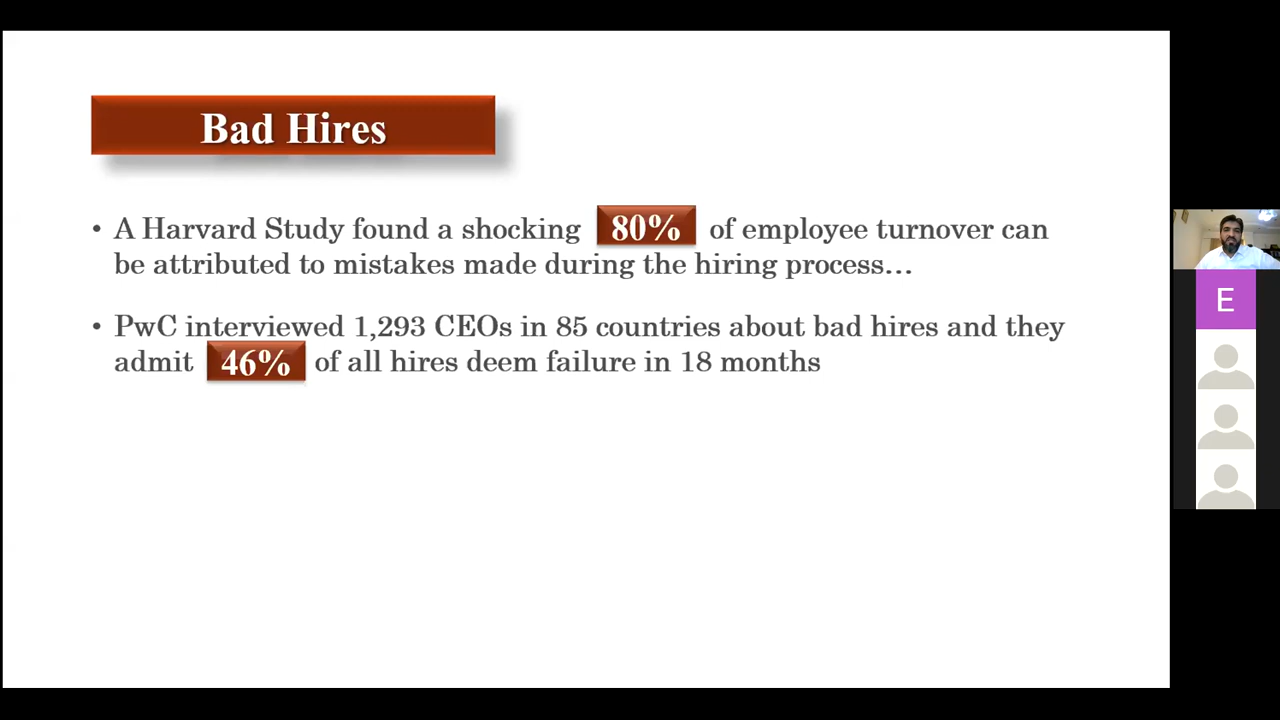 Bad Hires
• A Harvard Study found a shocking 80% of employee turnover can
be attributed to mistakes made during the hiring process…
• PwC interviewed 1,293 CEOs in 85 countries about bad hires and they
admit 46% of all hires deem failure in 18 months
E